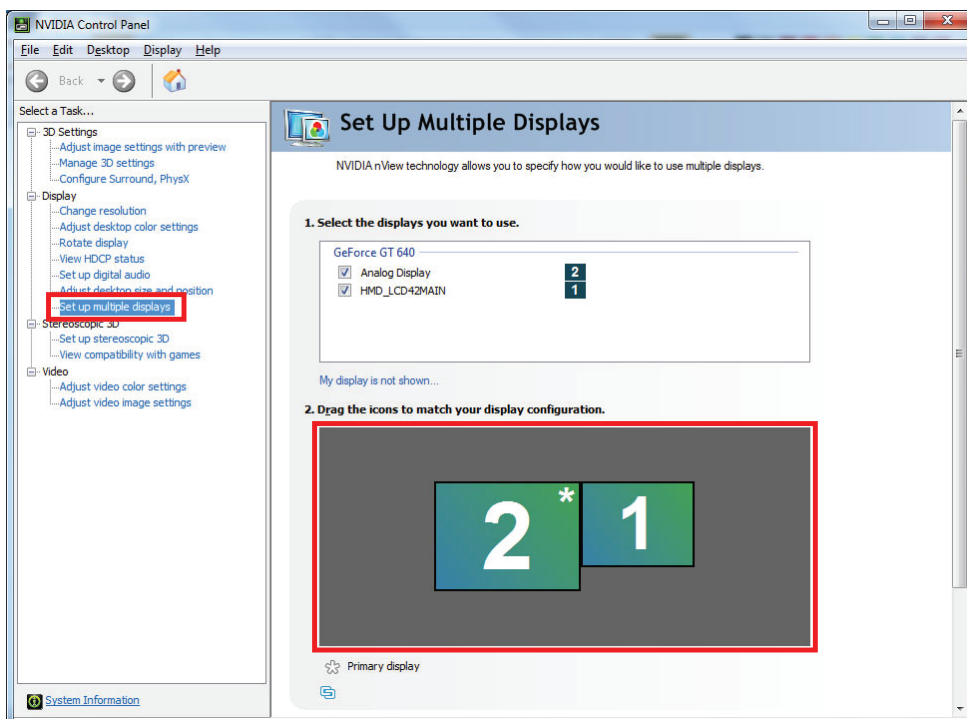 NVIDIA Control Panel
File Edit Desktop Display Help
Back
Select a Task...
3D Settings
Adjust image settings with preview
Manage 3D settings
Configure Surround, PhysX
Display
Change resolution
Adjust desktop color settings
Rotate display
View HDCP status
Set up digital audio
Adjust desktop size and position
Set up multiple displays
Stereoscopic 3D
Set up stereoscopic 3D
View compatibility with games
Video
Adjust video color settings
Adjust video image settings
System Information
Set Up Multiple Displays
NVIDIA nView technology allows you to specify how you would like to use multiple displays.
1. Select the displays you want to use.
GeForce GT 640
Analog Display 2
HMD_LCD42MAIN 1
My display is not shown...
2. Drag the icons to match your display configuration.
2 * 1
Primary display